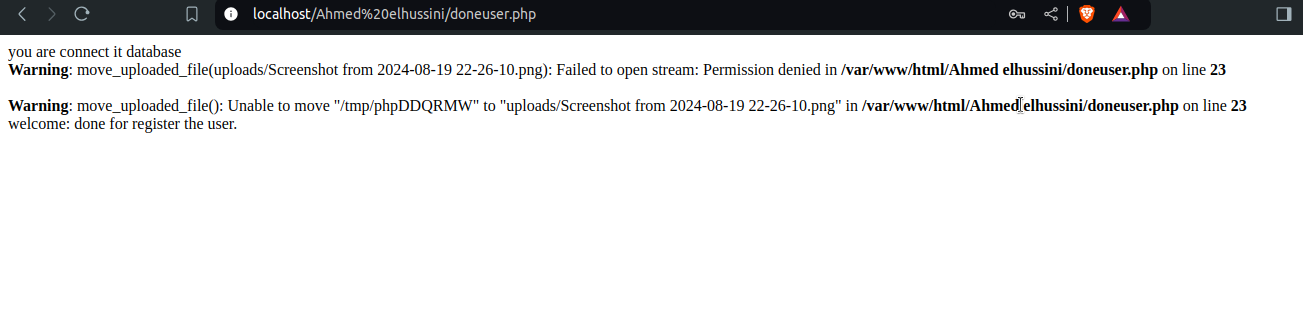 localhost/Ahmed%20elhussini/doneuser.php
you are connect it database
Warning: move_uploaded_file(uploads/Screenshot from 2024-08-19 22-26-10.png): Failed to open stream: Permission denied in /var/www/html/Ahmed elhussini/doneuser.php on line 23
Warning: move_uploaded_file(): Unable to move "/tmp/phpDDQRMW" to "uploads/Screenshot from 2024-08-19 22-26-10.png" in /var/www/html/Ahmed elhussini/doneuser.php on line 23
welcome: done for register the user.